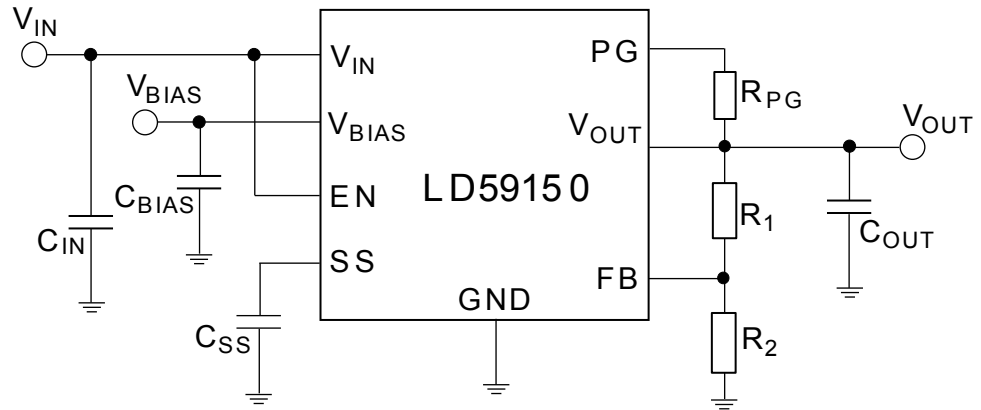 VIN
VIN
PG
RPG
VBIAS
VBIAS
VOUT
VOUT
CBIAS
EN
LD59150
R1
COUT
CIN
SS
FB
GND
CSS
R2